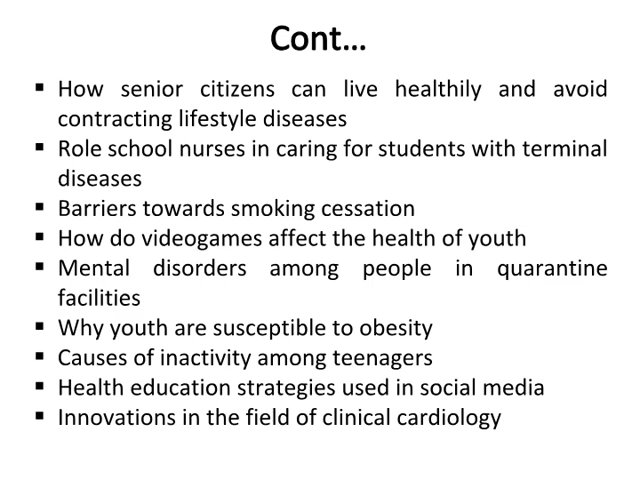 Cont...
▪ How senior citizens can live healthily and avoid
contracting lifestyle diseases
▪ Role school nurses in caring for students with terminal
diseases
▪ Barriers towards smoking cessation
▪ How do videogames affect the health of youth
▪ Mental disorders among people in quarantine
facilities
▪ Why youth are susceptible to obesity
▪ Causes of inactivity among teenagers
▪ Health education strategies used in social media
▪ Innovations in the field of clinical cardiology